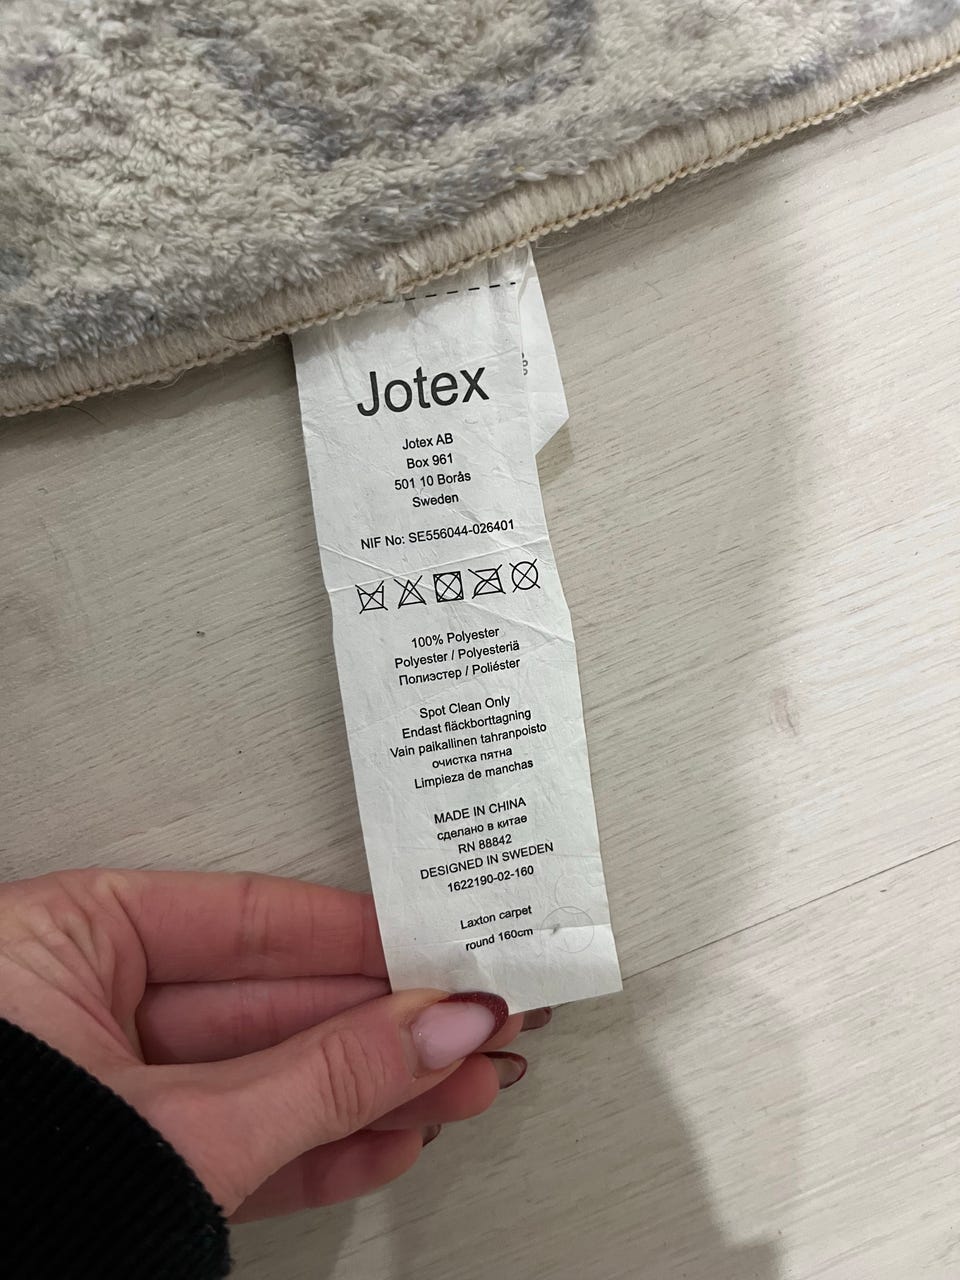 Jotex
Jotex AB
Box 961
501 10 Borås
Sweden
NIF No: SE556044-026401
100% Polyester
Polyester / Polyesteriä
Полиэстер / Poliéster
Spot Clean Only
Endast fläckborttagning
Vain paikallinen tahranpoisto
очистка пятна
Limpieza de manchas
MADE IN CHINA
сделано в китае
RN 88842
DESIGNED IN SWEDEN
1622190-02-160
Laxton carpet
round 160cm